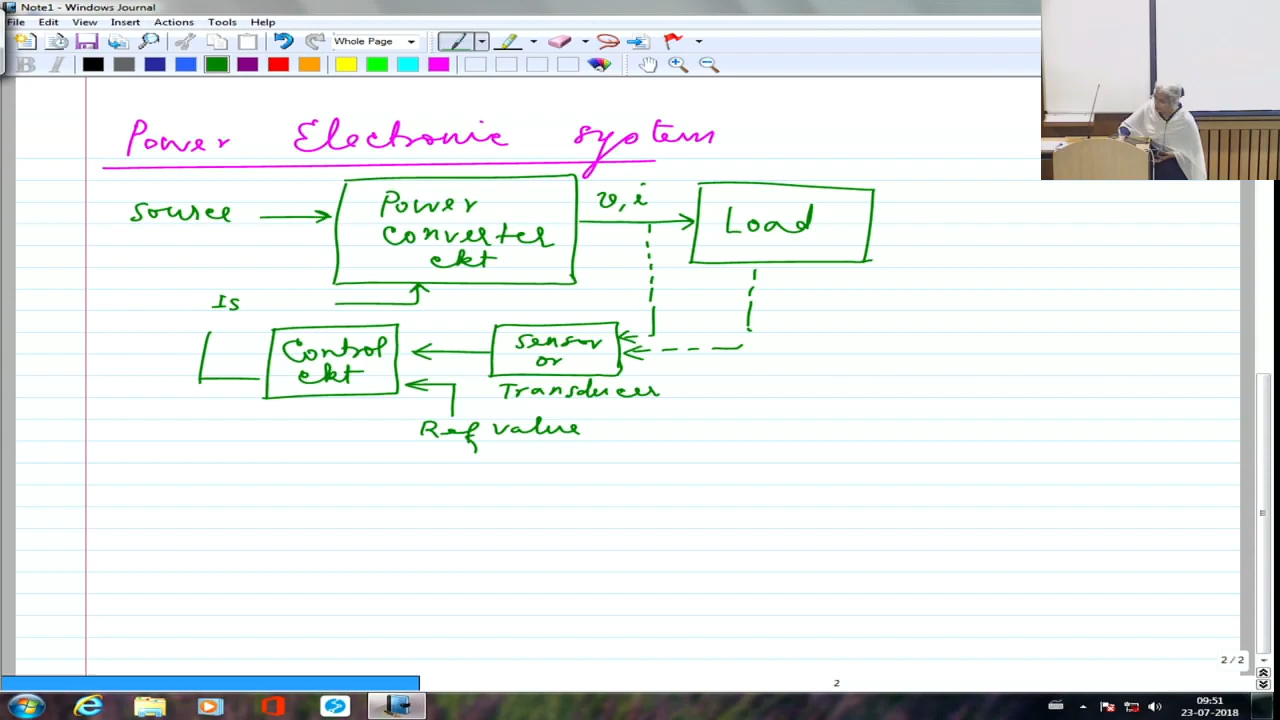 Note1 - Windows Journal
File Edit View Insert Actions Tools Help
Whole Page
B I
Power Electronic system
source
Power
converter
ckt
v, i
Load
Is
Control
ckt
sensor
or
Transducer
Ref value
2 / 2
2
09:51
23-07-2018